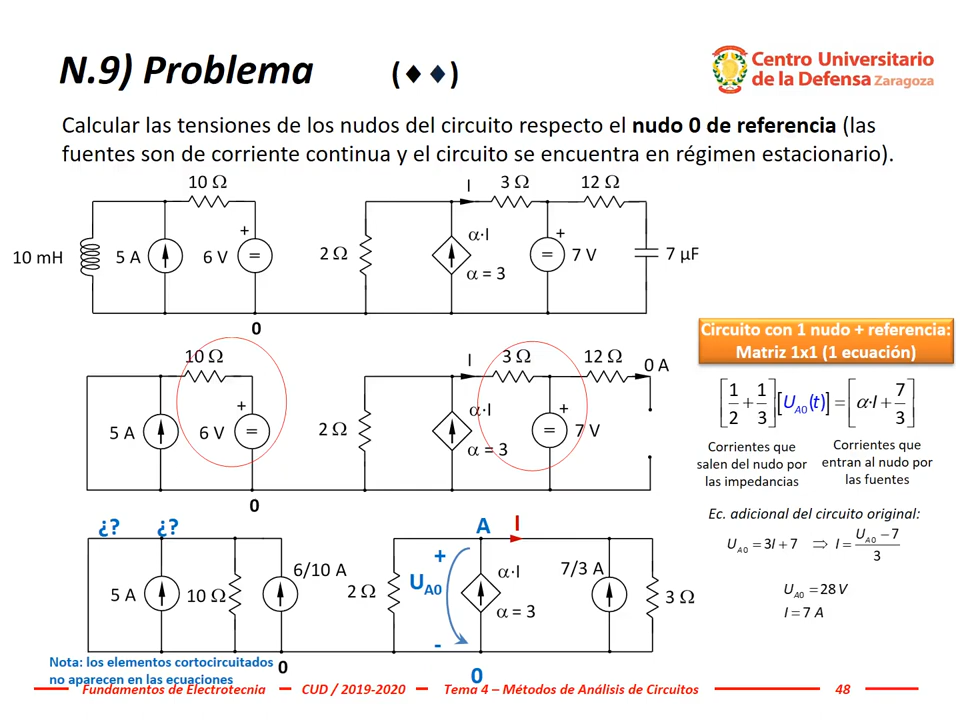 N.9) Problema (♦♦)
Centro Universitario
de la Defensa Zaragoza
Calcular las tensiones de los nudos del circuito respecto el nudo 0 de referencia (las
fuentes son de corriente continua y el circuito se encuentra en régimen estacionario).
10 Ω I 3 Ω 12 Ω
+ α·I +
10 mH 5 A 6 V = 2 Ω = 7 V 7 µF
α = 3
0
Circuito con 1 nudo + referencia:
Matriz 1x1 (1 ecuación)
10 Ω I 3 Ω 12 Ω 0 A
+ α·I +
5 A 6 V = 2 Ω = 7 V
α = 3
0
[1/2 + 1/3][U_A0(t)] = [α·I + 7/3]
Corrientes que
salen del nudo por
las impedancias
Corrientes que
entran al nudo por
las fuentes
Ec. adicional del circuito original:
U_A0 = 3I + 7 ⇒ I = (U_A0 − 7)/3
U_A0 = 28 V
I = 7 A
¿? ¿? A I
+
6/10 A α·I 7/3 A
5 A 10 Ω 2 Ω U_A0 3 Ω
α = 3
-
0 0
Nota: los elementos cortocircuitados
no aparecen en las ecuaciones
Fundamentos de Electrotecnia CUD / 2019-2020 Tema 4 – Métodos de Análisis de Circuitos 48